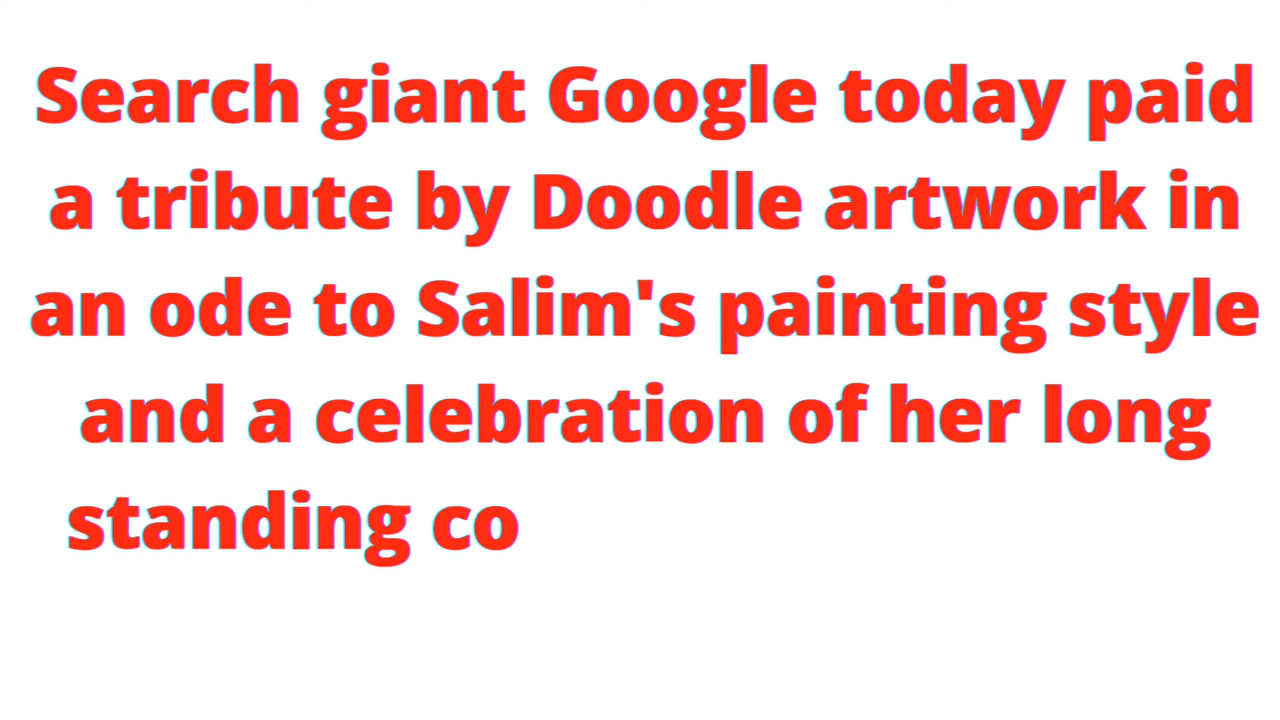 Search giant Google today paid
a tribute by Doodle artwork in
an ode to Salim's painting style
and a celebration of her long
standing co